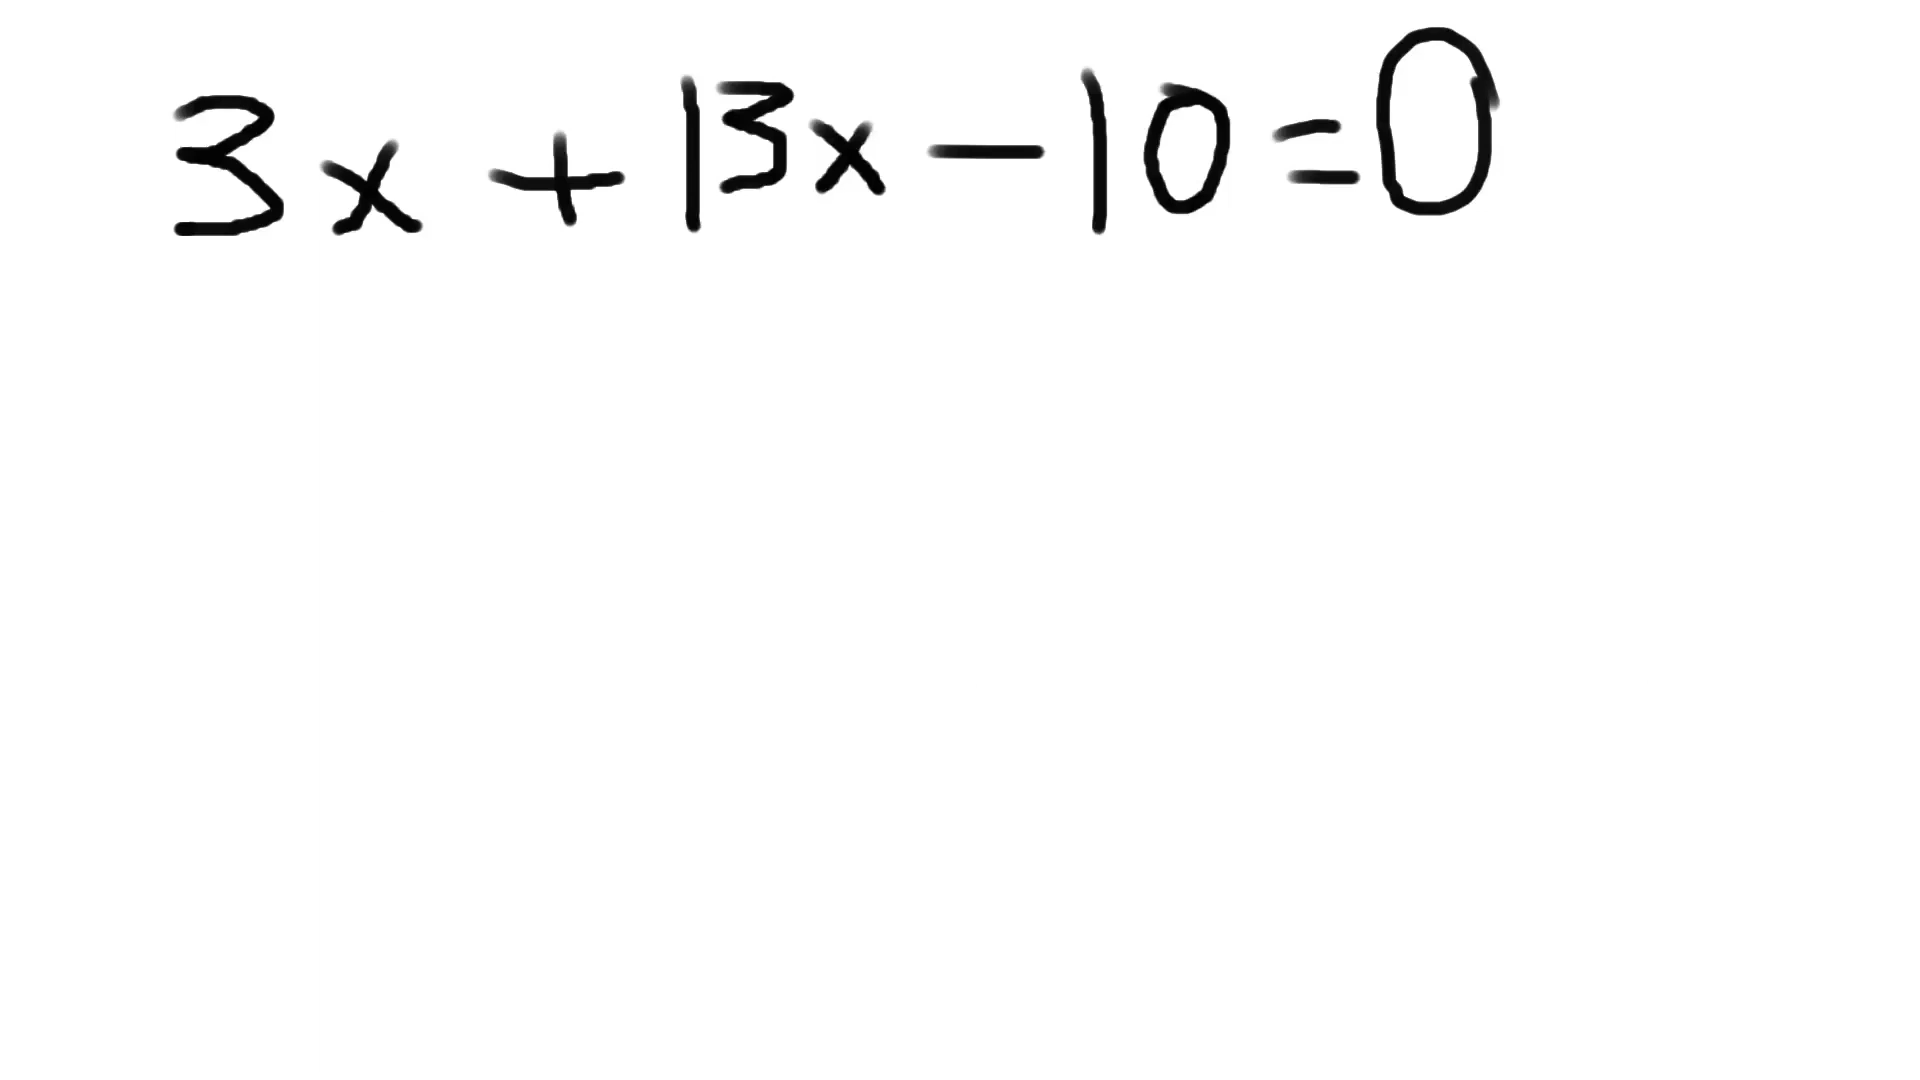 3x + 13x - 10 = 0